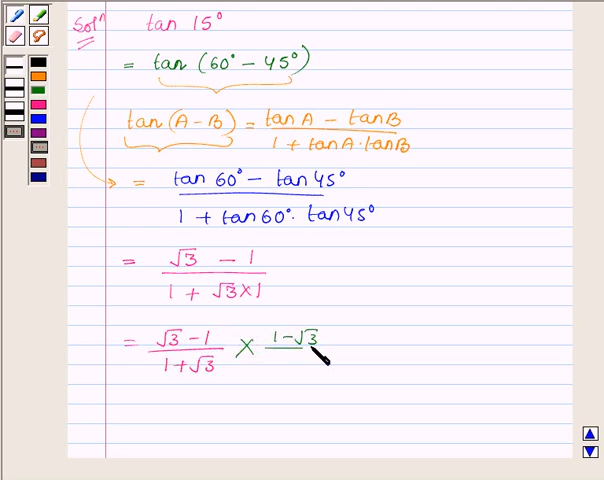 Solⁿ tan 15°
= tan (60° − 45°)
tan (A − B) = (tan A − tan B) / (1 + tan A · tan B)
= (tan 60° − tan 45°) / (1 + tan 60° · tan 45°)
= (√3 − 1) / (1 + √3 × 1)
= (√3 − 1) / (1 + √3) × (1 − √3) /